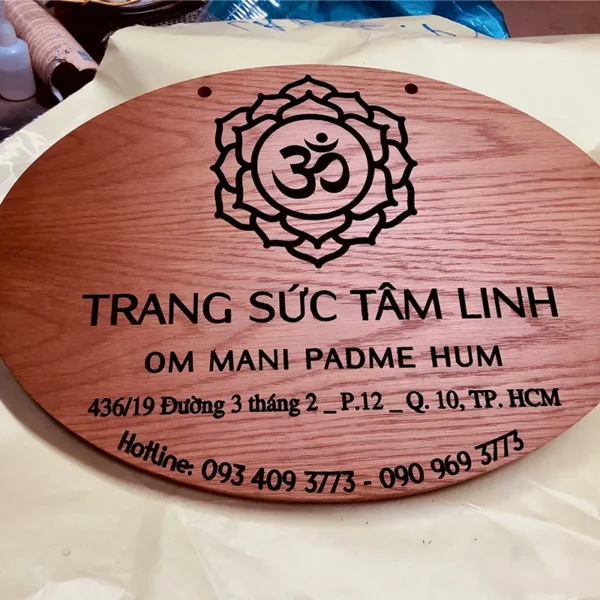 ॐ
TRANG SỨC TÂM LINH
OM MANI PADME HUM
436/19 Đường 3 tháng 2 _ P.12 _ Q. 10, TP. HCM
Hotline: 093 409 3773 - 090 969 3773